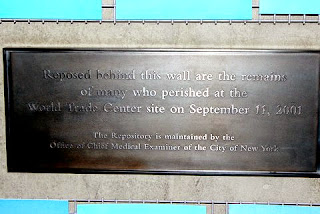 Reposed behind this wall are the remains
of many who perished at the
World Trade Center site on September 11, 2001
The Repository is maintained by the
Office of Chief Medical Examiner of the City of New York